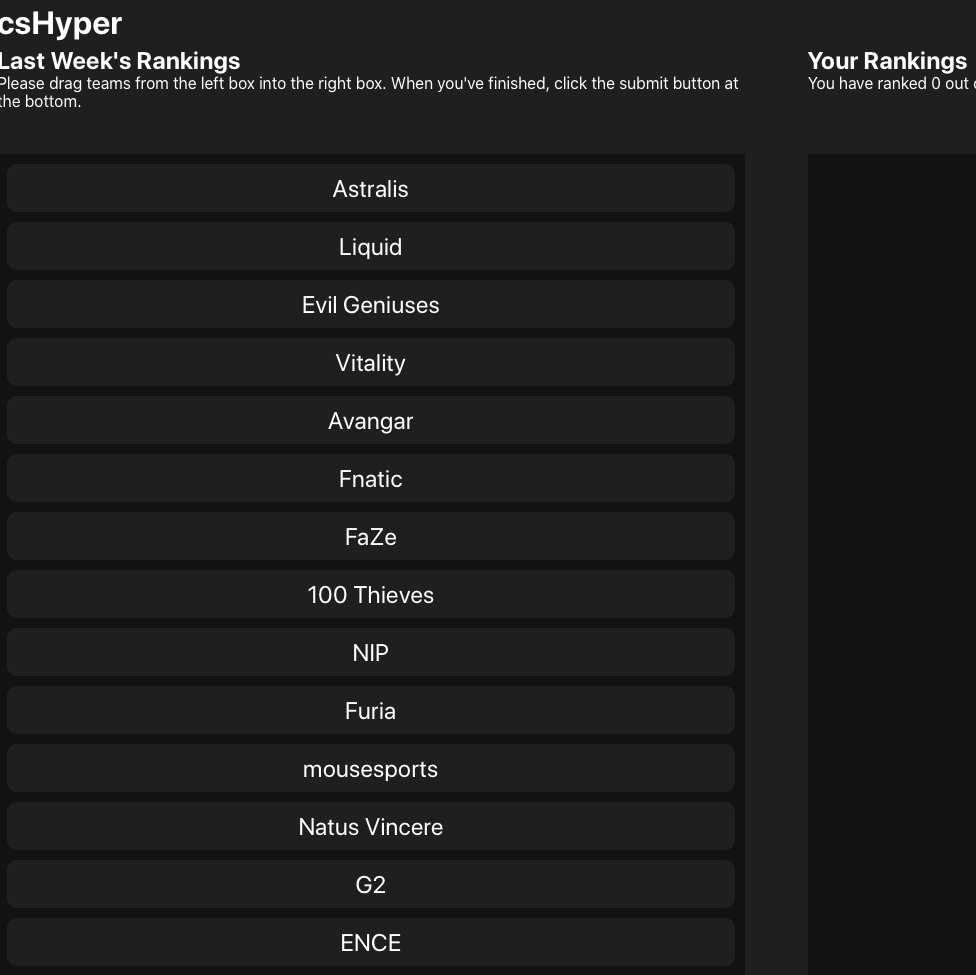 csHyper
Last Week's Rankings
Please drag teams from the left box into the right box. When you've finished, click the submit button at
the bottom.
Astralis
Liquid
Evil Geniuses
Vitality
Avangar
Fnatic
FaZe
100 Thieves
NIP
Furia
mousesports
Natus Vincere
G2
ENCE
Your Rankings
You have ranked 0 out